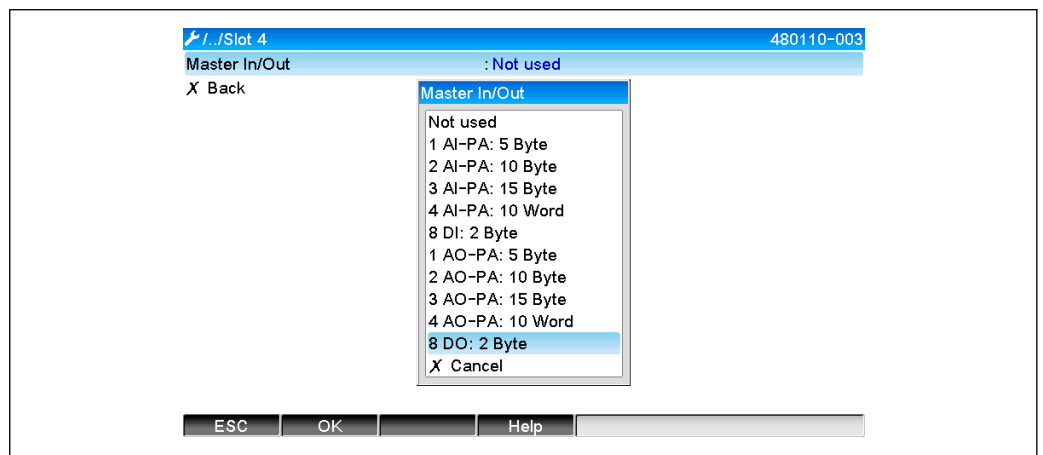 /../Slot 4 480110-003
Master In/Out : Not used
X Back
Master In/Out
Not used
1 AI-PA: 5 Byte
2 AI-PA: 10 Byte
3 AI-PA: 15 Byte
4 AI-PA: 10 Word
8 DI: 2 Byte
1 AO-PA: 5 Byte
2 AO-PA: 10 Byte
3 AO-PA: 15 Byte
4 AO-PA: 10 Word
8 DO: 2 Byte
X Cancel
ESC OK Help